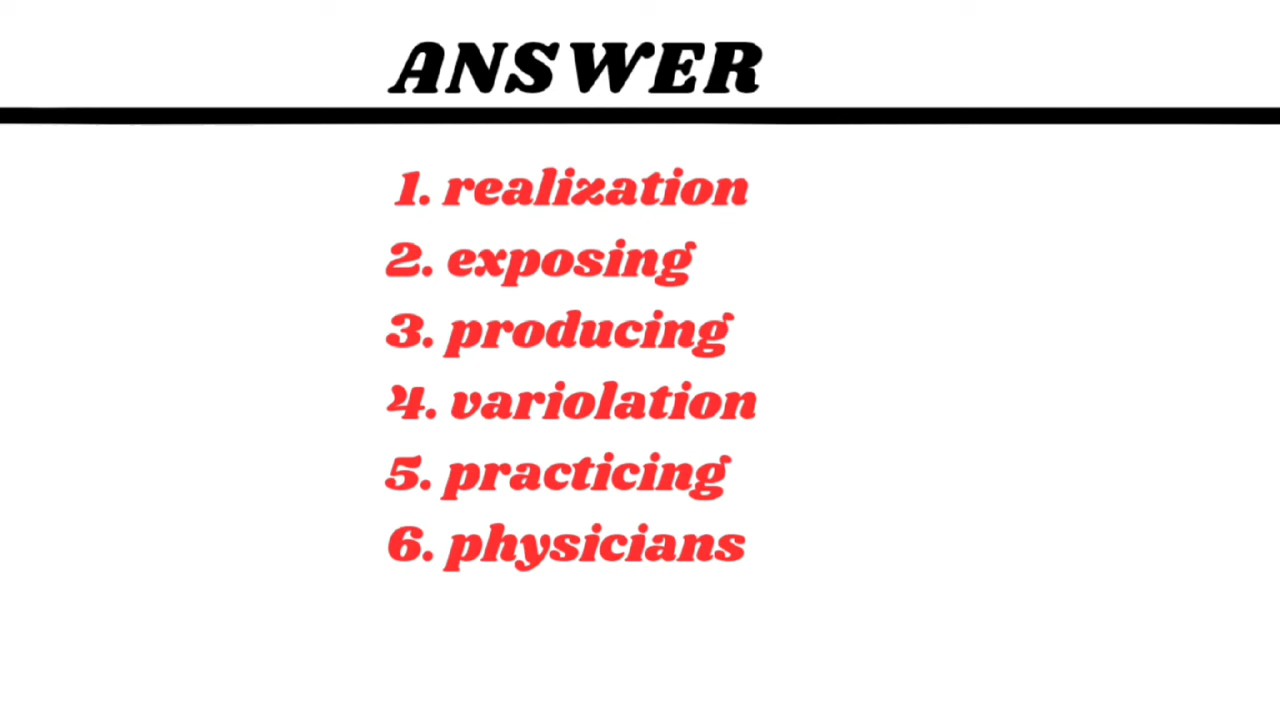 ANSWER
1. realization
2. exposing
3. producing
4. variolation
5. practicing
6. physicians